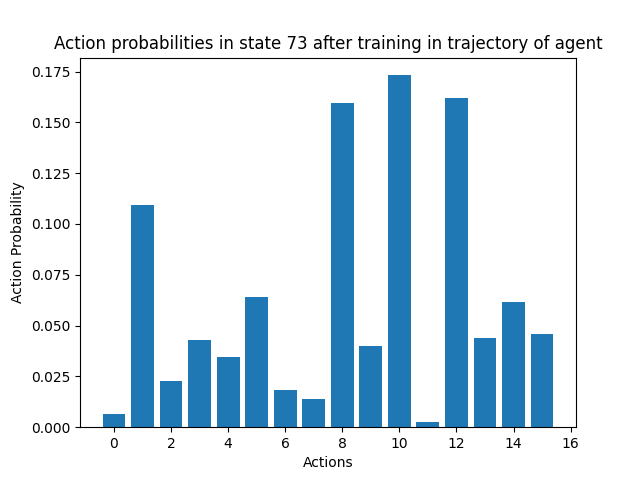 Action probabilities in state 73 after training in trajectory of agent
0.175
0.150
0.125
0.100
0.075
0.050
0.025
0.000
Action Probability
0 2 4 6 8 10 12 14 16
Actions